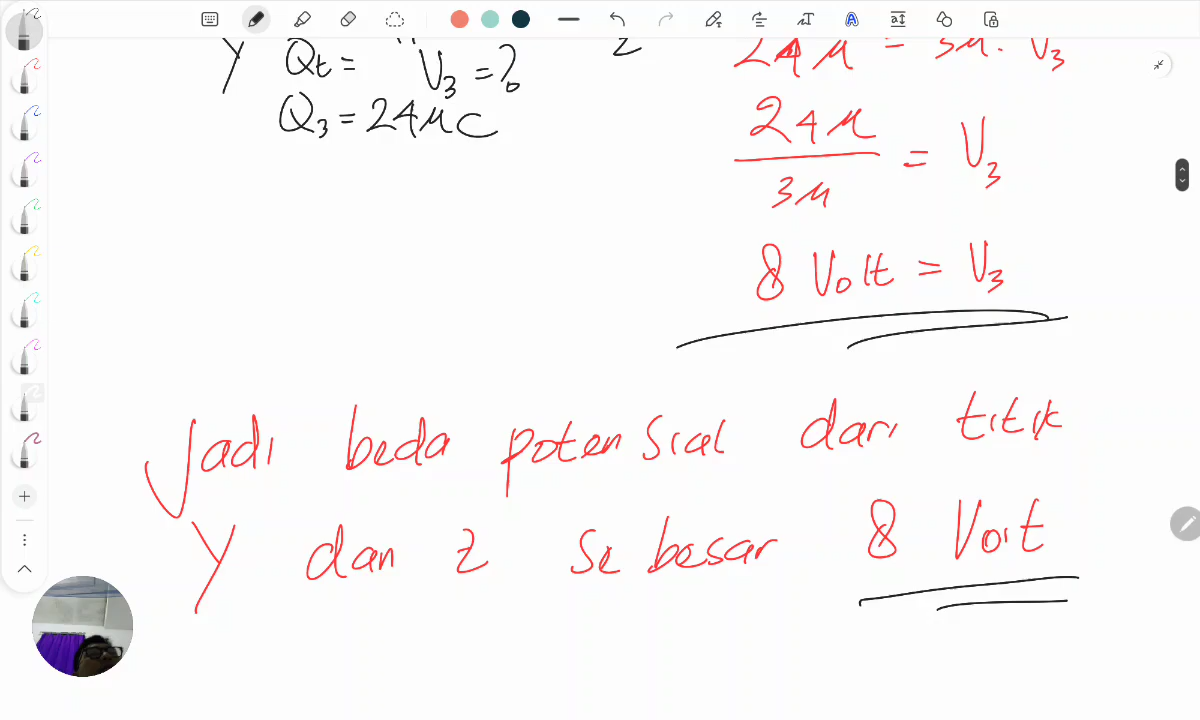 24μ = 3μ. V3
Y Qt = " V3 = ? z
Q3 = 24μC
24μ
3μ
= V3
8 Volt = V3
Jadi beda potensial dari titik
Y dan z sebesar 8 Volt